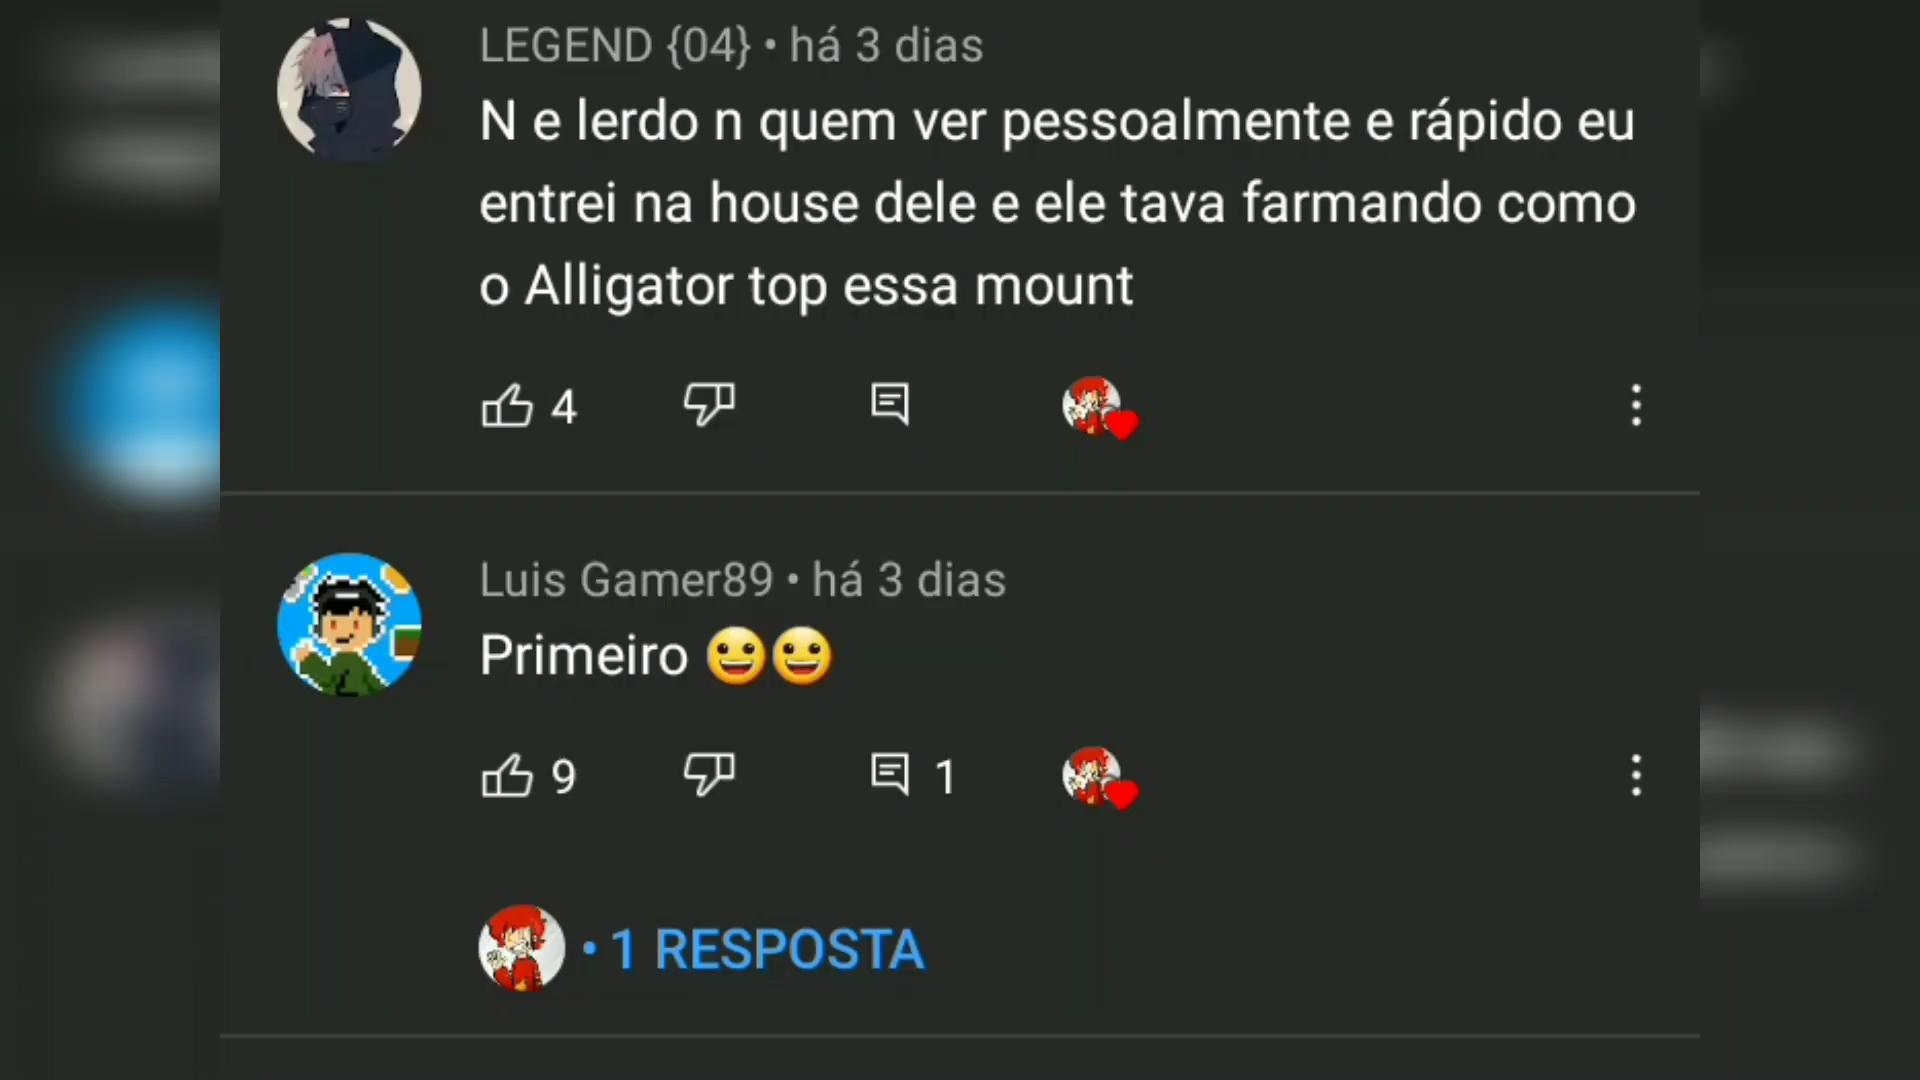 LEGEND {04} • há 3 dias
N e lerdo n quem ver pessoalmente e rápido eu
entrei na house dele e ele tava farmando como
o Alligator top essa mount
4
Luis Gamer89 • há 3 dias
Primeiro 😀😀
9 1
• 1 RESPOSTA